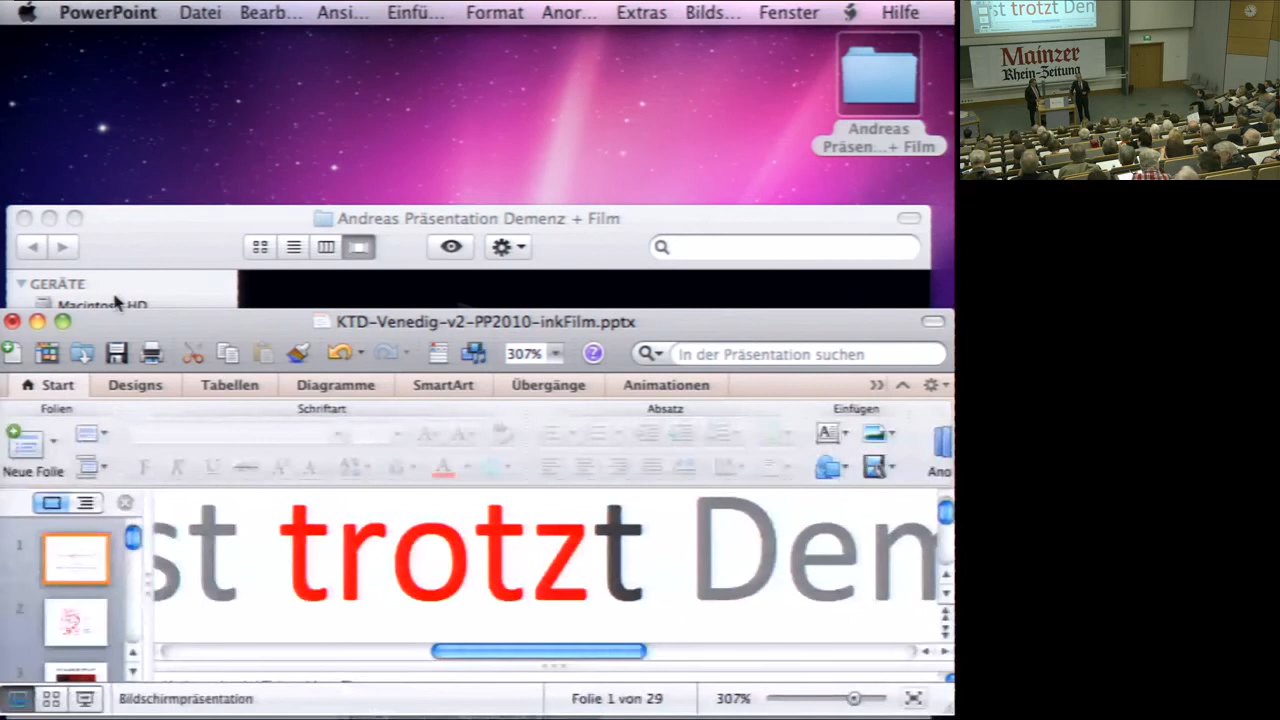 PowerPoint Datei Bearb... Ansi... Einfü... Format Anor... Extras Bilds... Fenster Hilfe
st trotzt Den
Mainzer
Rhein-Zeitung
Andreas
Präsen...+ Film
Andreas Präsentation Demenz + Film
GERÄTE
Macintosh HD
KTD-Venedig-v2-PP2010-inkFilm.pptx
307%
In der Präsentation suchen
Start Designs Tabellen Diagramme SmartArt Übergänge Animationen
Folien Schriftart Absatz Einfügen
Neue Folie
Ano
st trotzt Dem
1
2
3
Bildschirmpräsentation Folie 1 von 29 307%